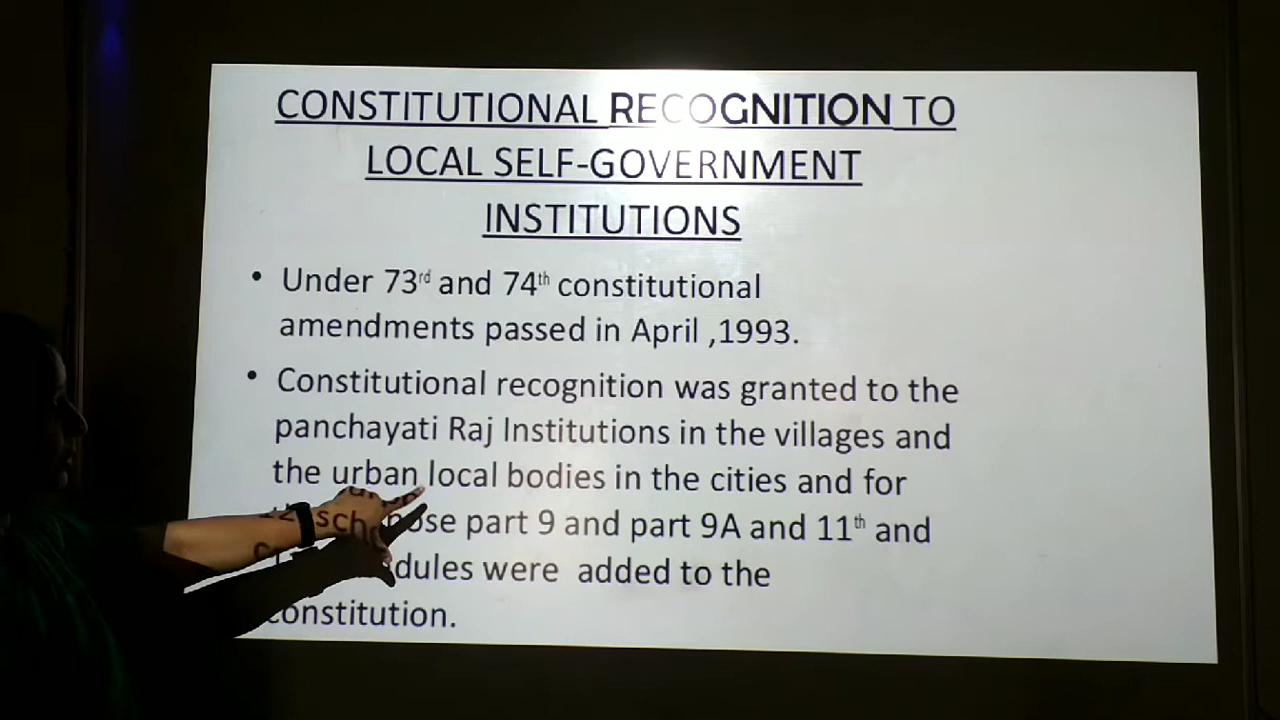 CONSTITUTIONAL RECOGNITION TO
LOCAL SELF-GOVERNMENT
INSTITUTIONS
• Under 73rd and 74th constitutional
amendments passed in April ,1993.
• Constitutional recognition was granted to the
panchayati Raj Institutions in the villages and
the urban local bodies in the cities and for
part 9 and part 9A and 11th and
were added to the
constitution.